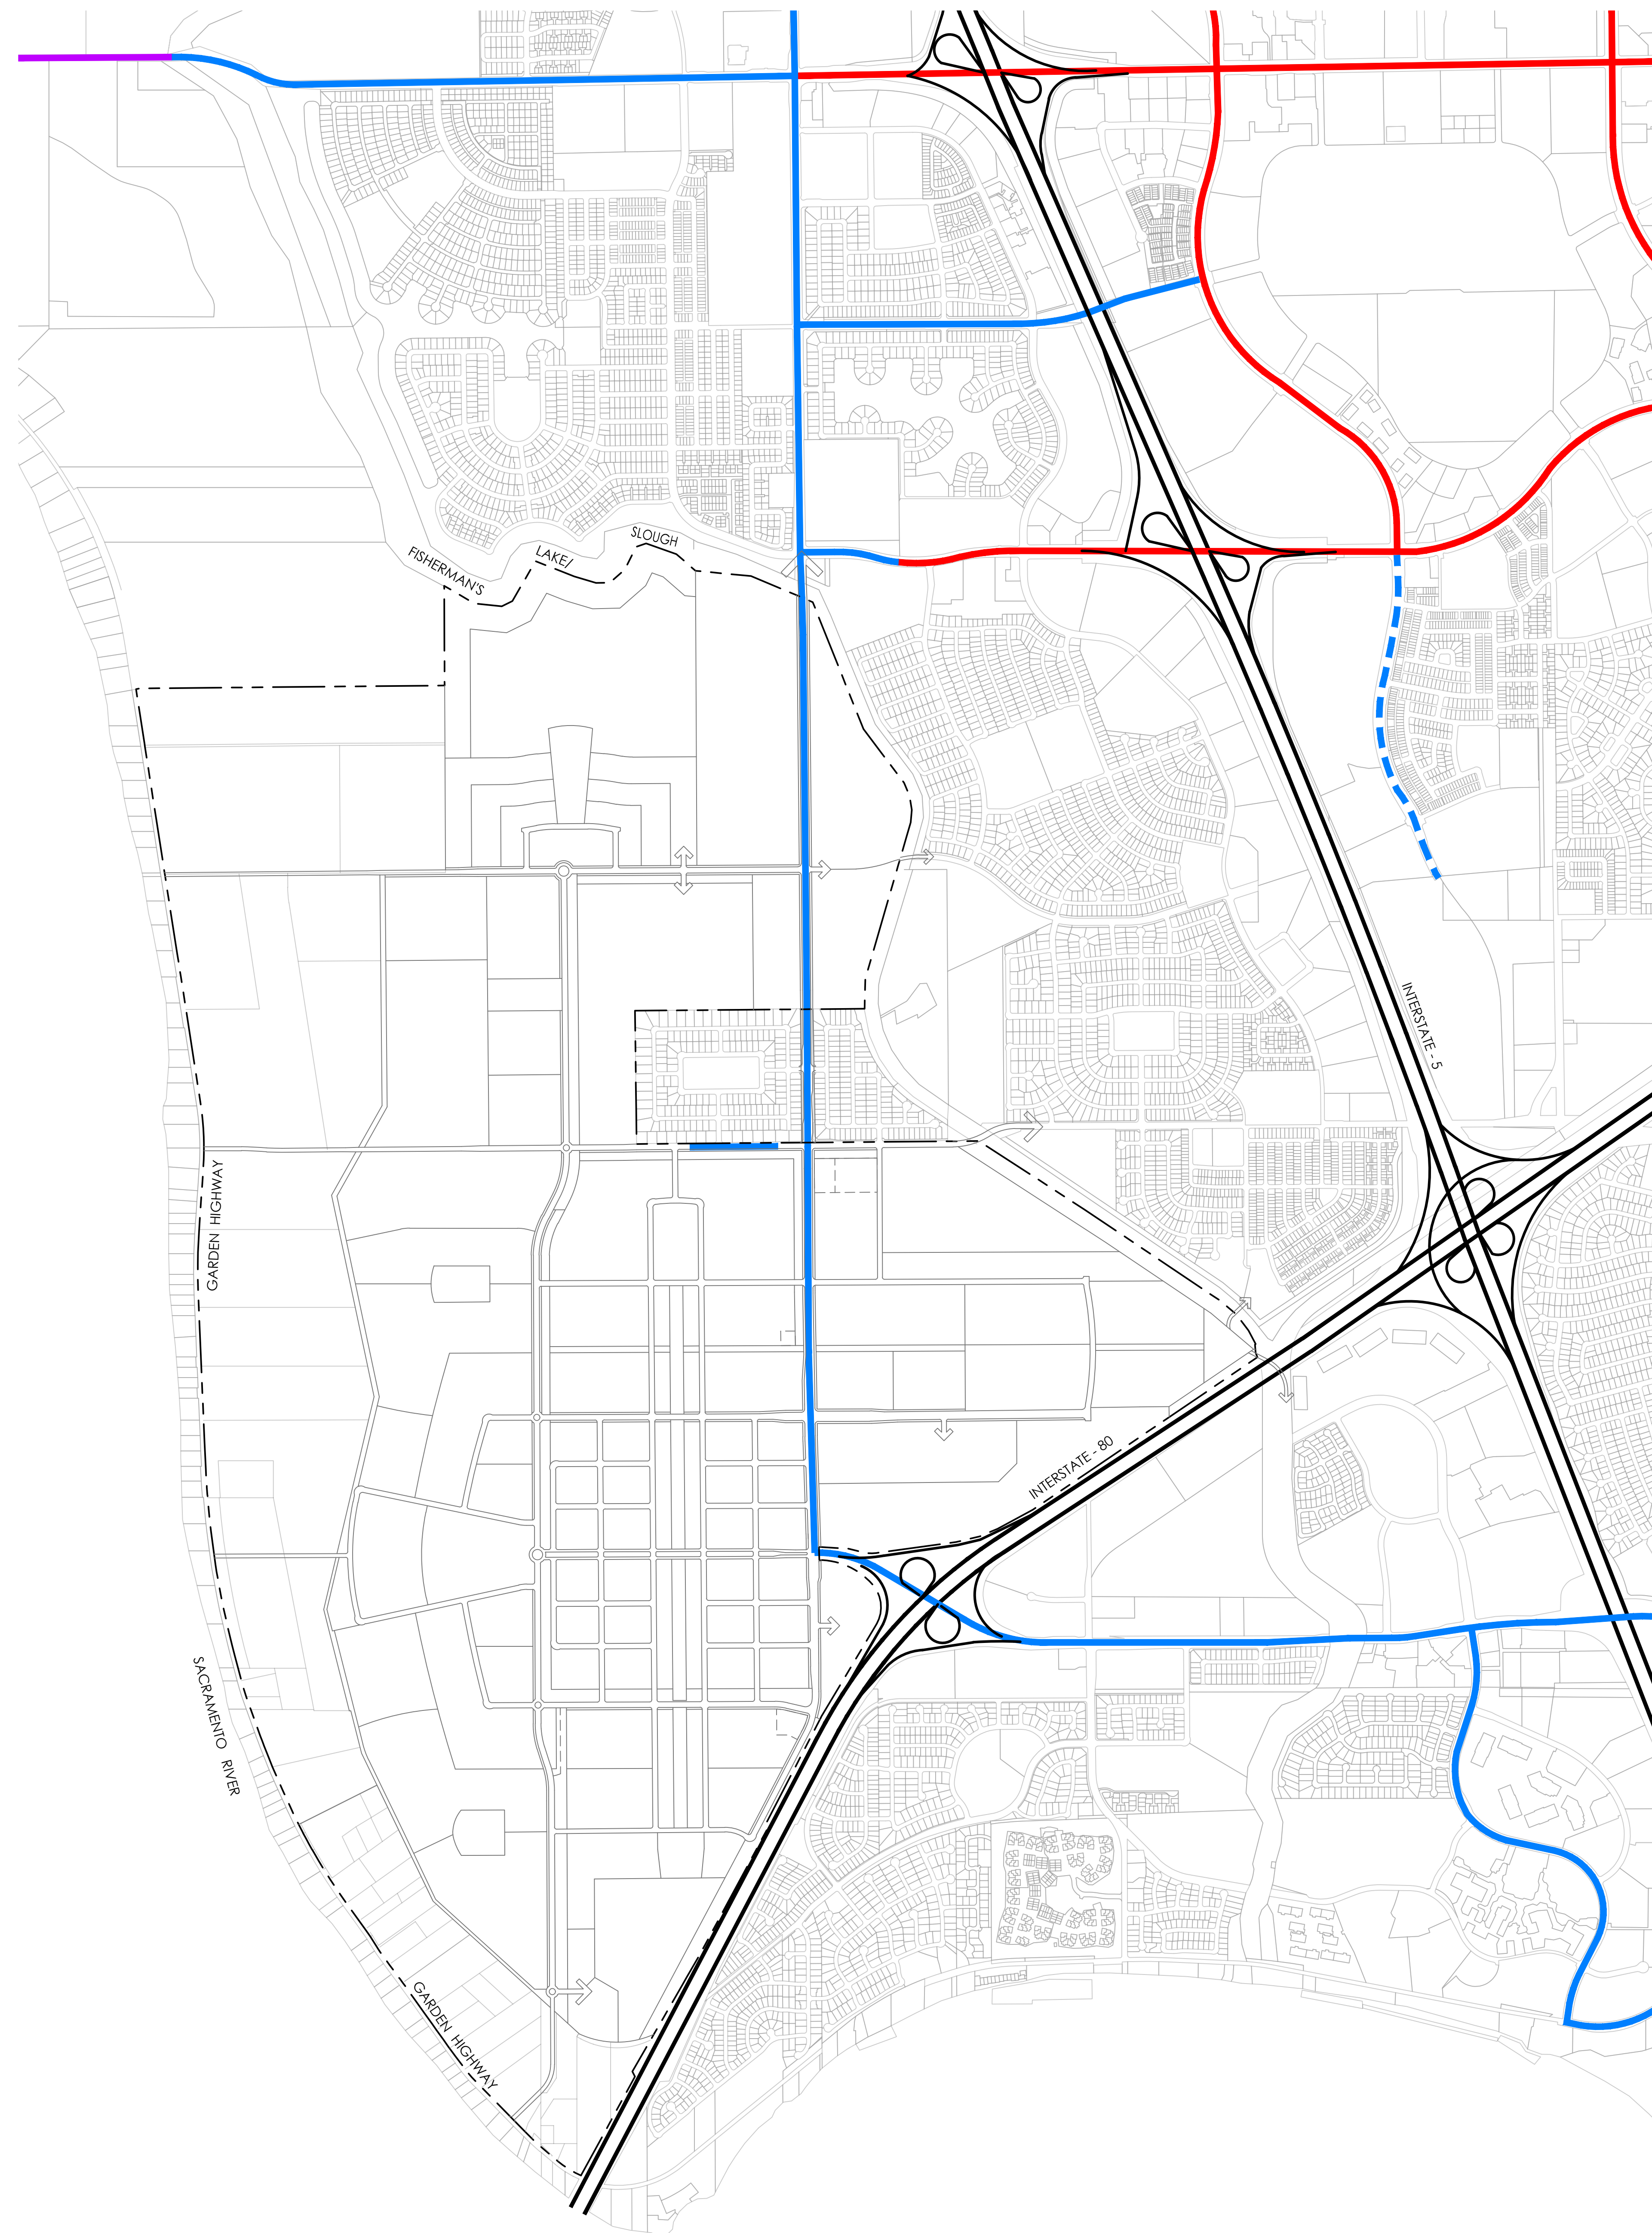 FISHERMAN'S
LAKE/
SLOUGH
INTERSTATE - 5
GARDEN HIGHWAY
INTERSTATE - 80
SACRAMENTO RIVER
GARDEN HIGHWAY